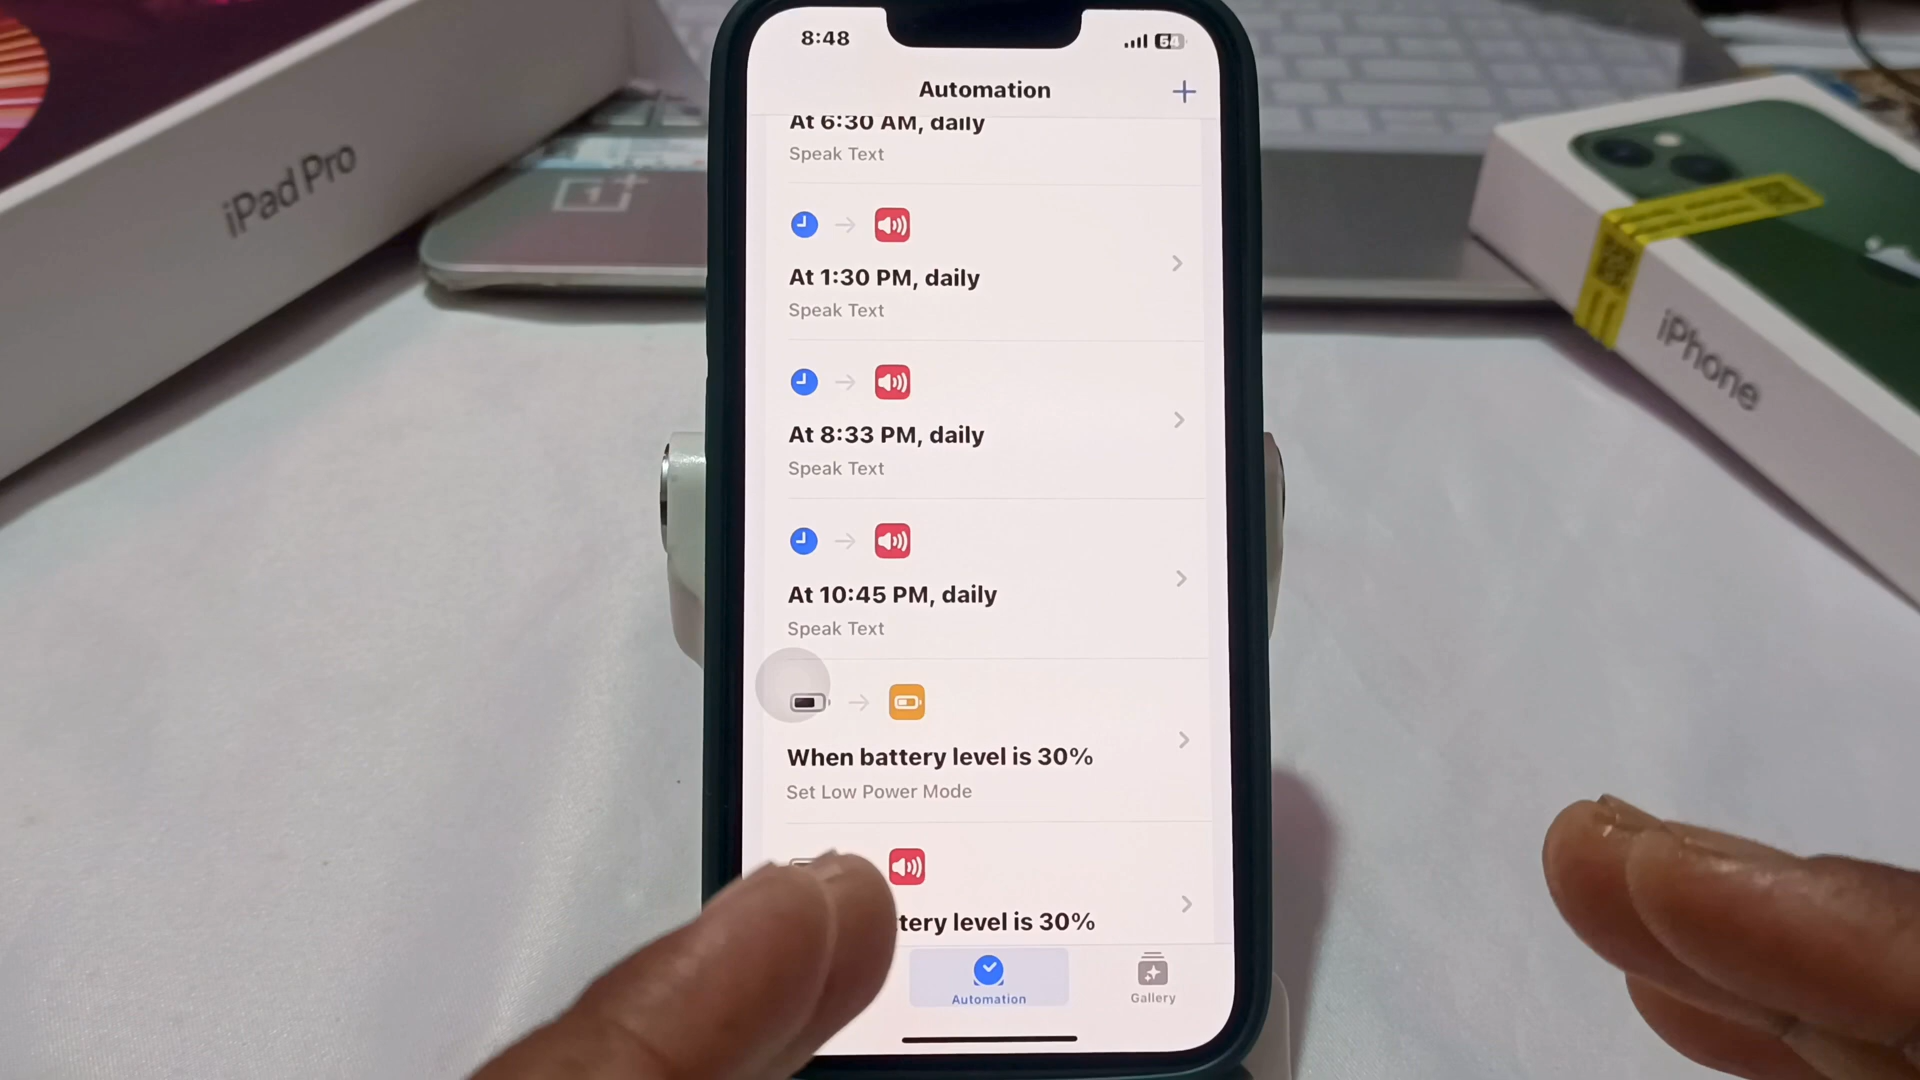 8:48
54
Automation
+
At 6:30 AM, daily
Speak Text
At 1:30 PM, daily
Speak Text
At 8:33 PM, daily
Speak Text
At 10:45 PM, daily
Speak Text
When battery level is 30%
Set Low Power Mode
tery level is 30%
Automation
Gallery
iPad Pro
iPhone